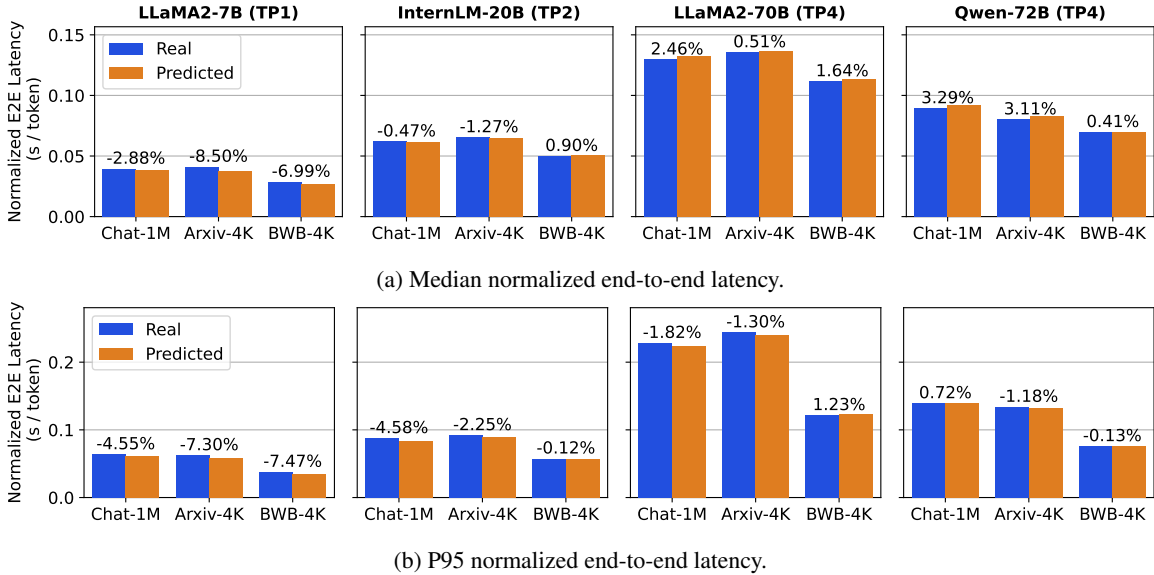 LLaMA2-7B (TP1) InternLM-20B (TP2) LLaMA2-70B (TP4) Qwen-72B (TP4)
Normalized E2E Latency
(s / token)
0.15
0.10
0.05
0.00
Real
Predicted
-2.88% -8.50% -6.99%
-0.47% -1.27% 0.90%
2.46% 0.51% 1.64%
3.29% 3.11% 0.41%
Chat-1M Arxiv-4K BWB-4K Chat-1M Arxiv-4K BWB-4K Chat-1M Arxiv-4K BWB-4K Chat-1M Arxiv-4K BWB-4K
(a) Median normalized end-to-end latency.
Normalized E2E Latency
(s / token)
0.2
0.1
0.0
Real
Predicted
-4.55% -7.30% -7.47%
-4.58% -2.25% -0.12%
-1.82% -1.30% 1.23%
0.72% -1.18% -0.13%
Chat-1M Arxiv-4K BWB-4K Chat-1M Arxiv-4K BWB-4K Chat-1M Arxiv-4K BWB-4K Chat-1M Arxiv-4K BWB-4K
(b) P95 normalized end-to-end latency.